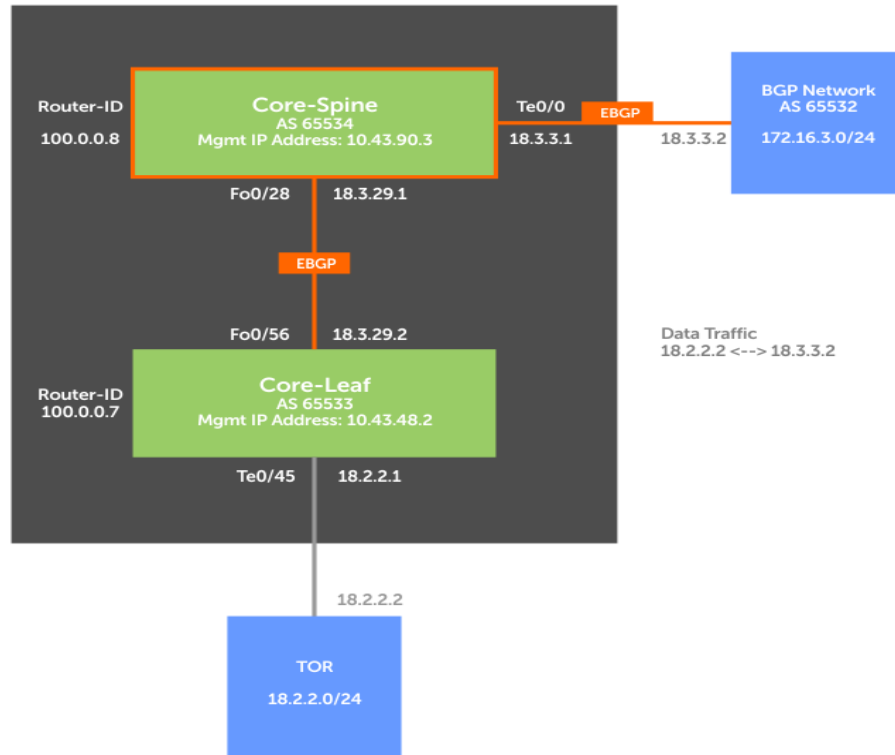 Core-Spine
AS 65534
Mgmt IP Address: 10.43.90.3
Router-ID
100.0.0.8
Te0/0
18.3.3.1
EBGP
18.3.3.2
BGP Network
AS 65532
172.16.3.0/24
Fo0/28
18.3.29.1
EBGP
Fo0/56
18.3.29.2
Data Traffic
18.2.2.2 <--> 18.3.3.2
Router-ID
100.0.0.7
Core-Leaf
AS 65533
Mgmt IP Address: 10.43.48.2
Te0/45
18.2.2.1
18.2.2.2
TOR
18.2.2.0/24